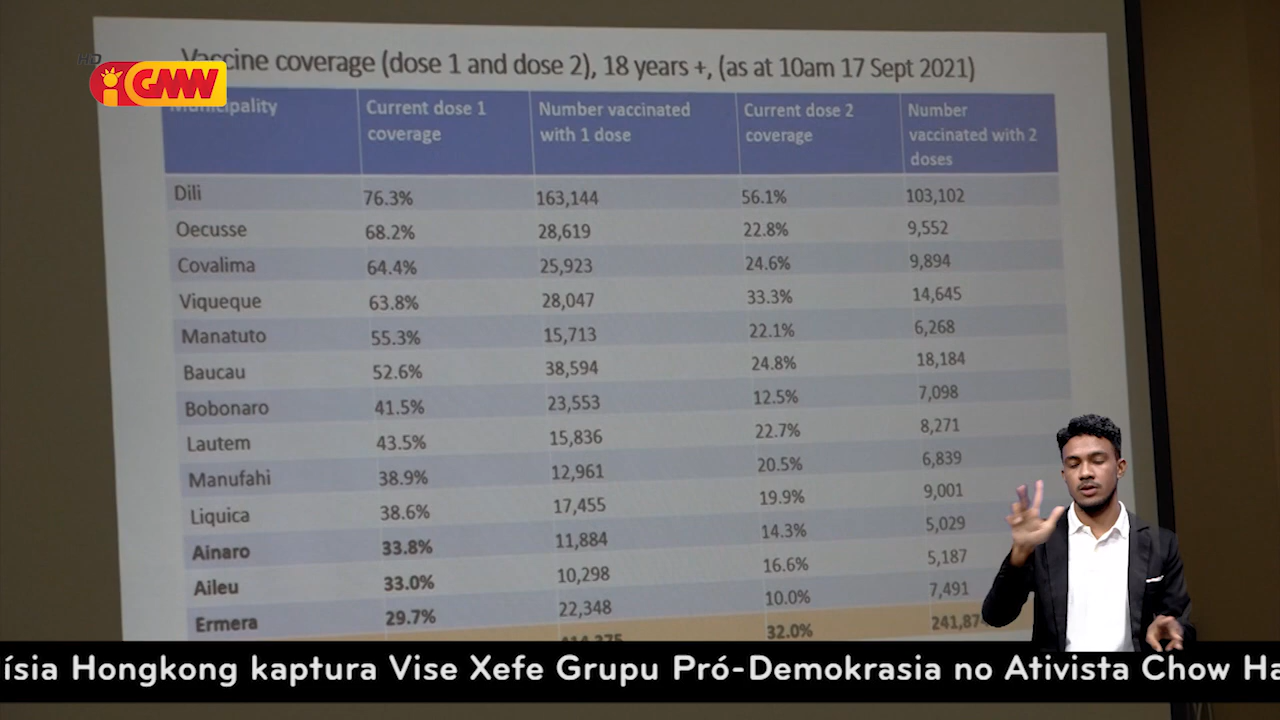 HD
GMN
Vaccine coverage (dose 1 and dose 2), 18 years +, (as at 10am 17 Sept 2021)
Municipality Current dose 1 coverage Number vaccinated with 1 dose Current dose 2 coverage Number vaccinated with 2 doses
Dili 76.3% 163,144 56.1% 103,102
Oecusse 68.2% 28,619 22.8% 9,552
Covalima 64.4% 25,923 24.6% 9,894
Viqueque 63.8% 28,047 33.3% 14,645
Manatuto 55.3% 15,713 22.1% 6,268
Baucau 52.6% 38,594 24.8% 18,184
Bobonaro 41.5% 23,553 12.5% 7,098
Lautem 43.5% 15,836 22.7% 8,271
Manufahi 38.9% 12,961 20.5% 6,839
Liquica 38.6% 17,455 19.9% 9,001
Ainaro 33.8% 11,884 14.3% 5,029
Aileu 33.0% 10,298 16.6% 5,187
Ermera 29.7% 22,348 10.0% 7,491
32.0%
ísia Hongkong kaptura Vise Xefe Grupu Pró-Demokrasia no Ativista Chow Ha